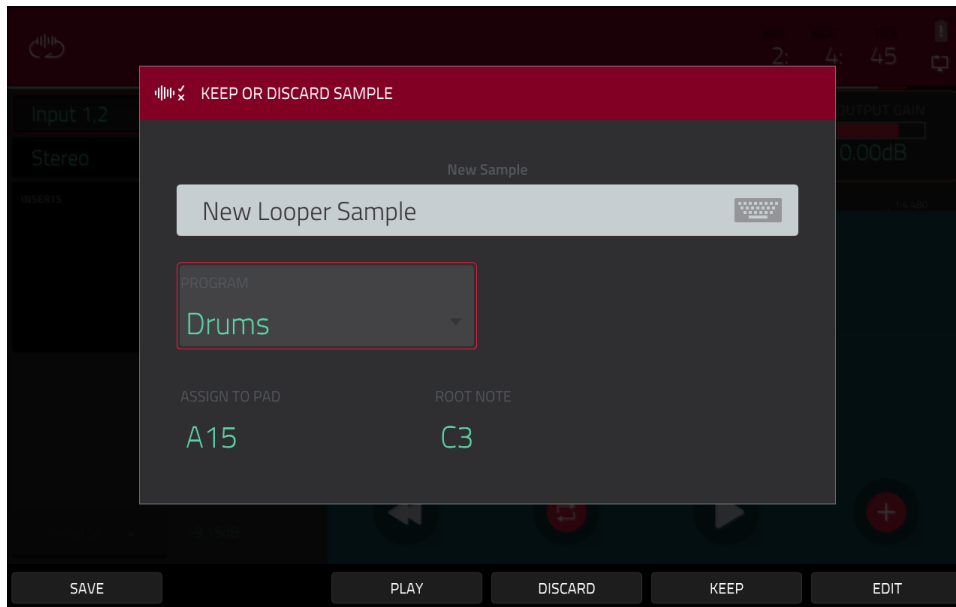 2: 4: 45
KEEP OR DISCARD SAMPLE
Input 1,2
OUTPUT GAIN
Stereo
0.00dB
New Sample
INSERTS
New Looper Sample
PROGRAM
Drums
ASSIGN TO PAD
ROOT NOTE
A15
C3
SAVE
PLAY
DISCARD
KEEP
EDIT